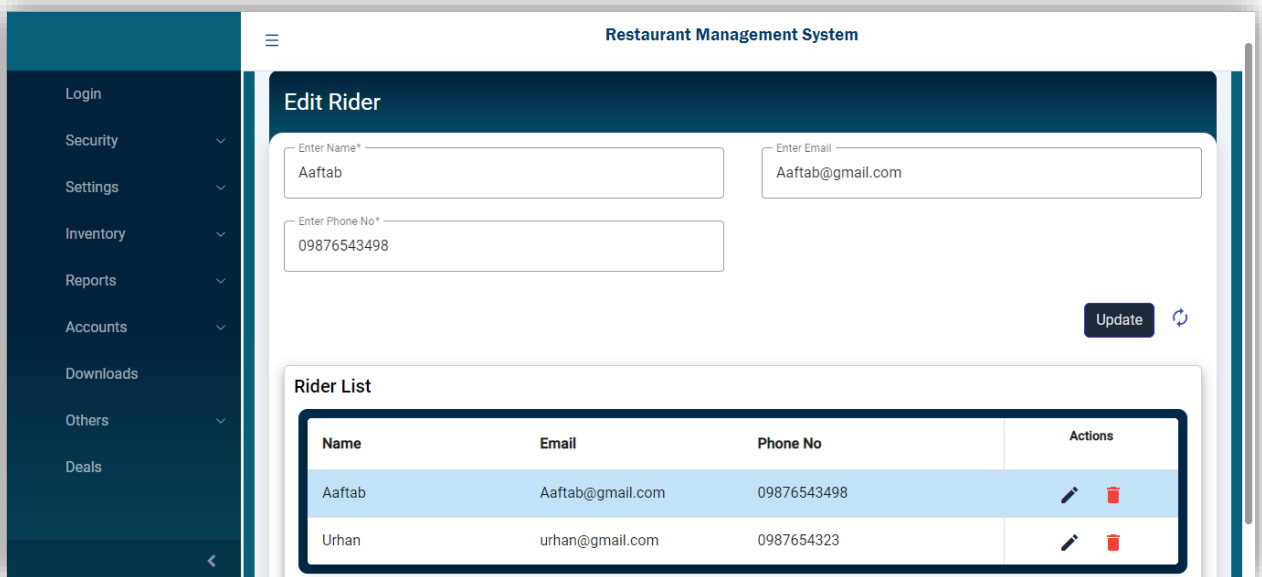 Restaurant Management System
Login
Security
Settings
Inventory
Reports
Accounts
Downloads
Others
Deals
Edit Rider
Enter Name*
Aaftab
Enter Email
Aaftab@gmail.com
Enter Phone No*
09876543498
Update
Rider List
Name Email Phone No Actions
Aaftab Aaftab@gmail.com 09876543498
Urhan urhan@gmail.com 0987654323